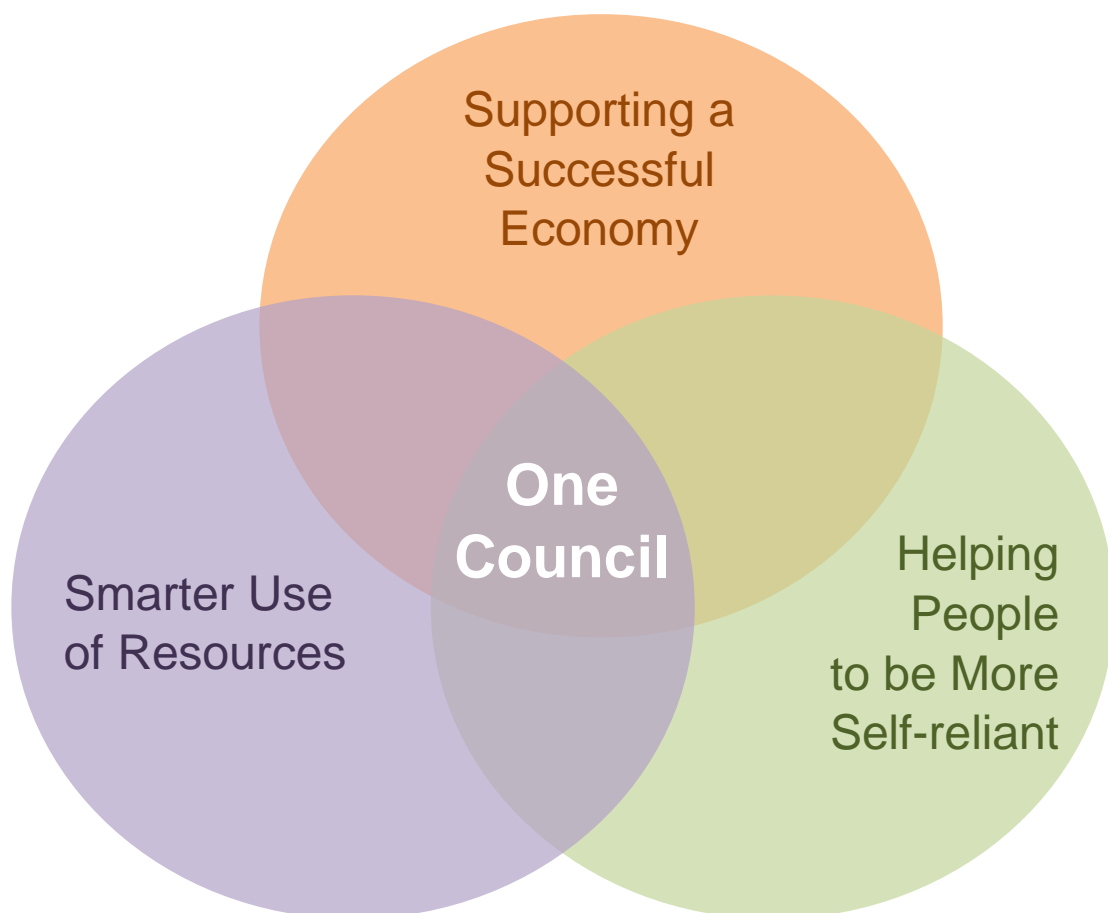 Supporting a
Successful
Economy
One
Council
Smarter Use
of Resources
Helping
People
to be More
Self-reliant